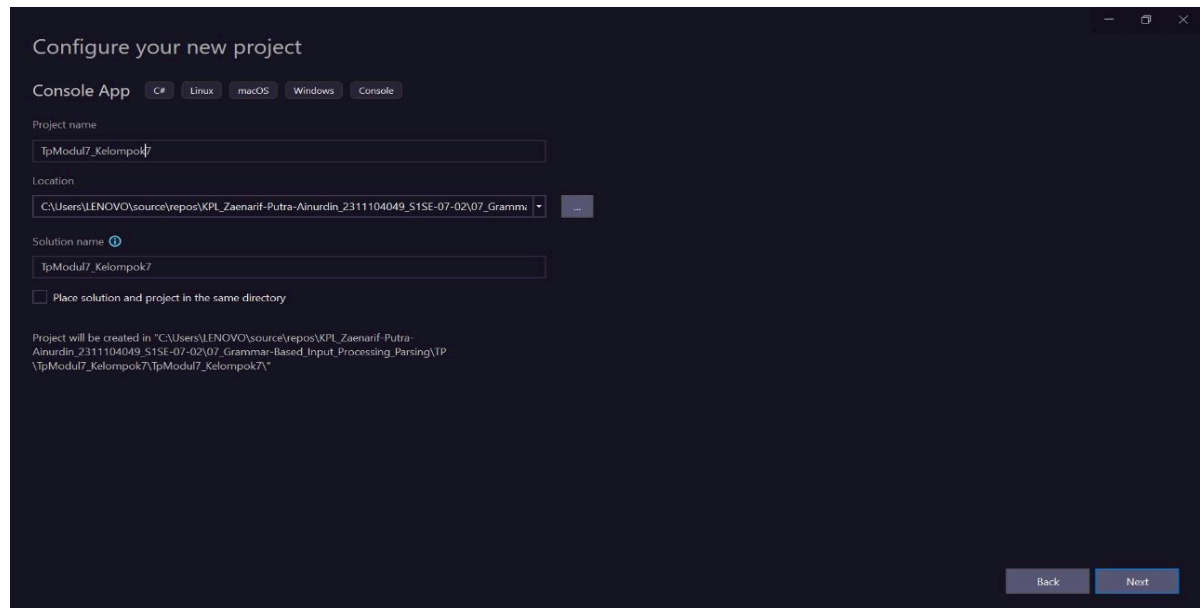 Configure your new project
Console App C# Linux macOS Windows Console
Project name
TpModul7_Kelompok7
Location
C:\Users\LENOVO\source\repos\KPL_Zaenarif-Putra-Ainurdin_2311104049_S1SE-07-02\07_Gramma ...
Solution name
TpModul7_Kelompok7
Place solution and project in the same directory
Project will be created in "C:\Users\LENOVO\source\repos\KPL_Zaenarif-Putra-
Ainurdin_2311104049_S1SE-07-02\07_Grammar-Based_Input_Processing_Parsing\TP
\TpModul7_Kelompok7\TpModul7_Kelompok7\"
Back Next